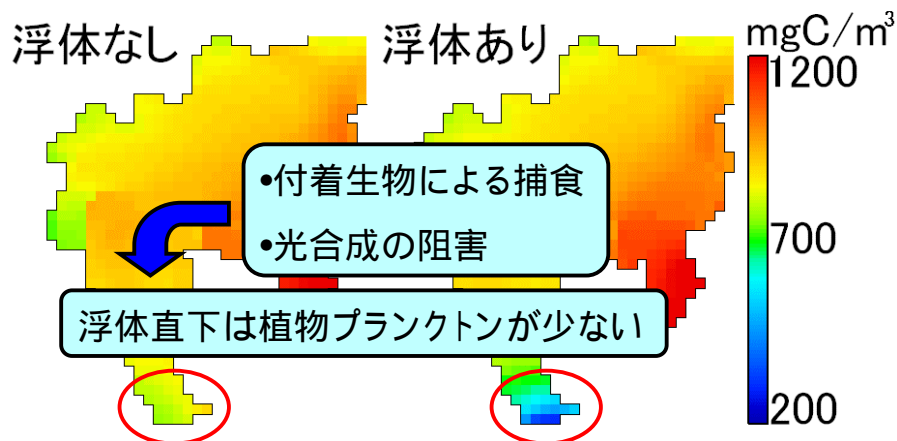 浮体なし
浮体あり
mgC/m³
1200
•付着生物による捕食
•光合成の阻害
700
浮体直下は植物プランクトンが少ない
200